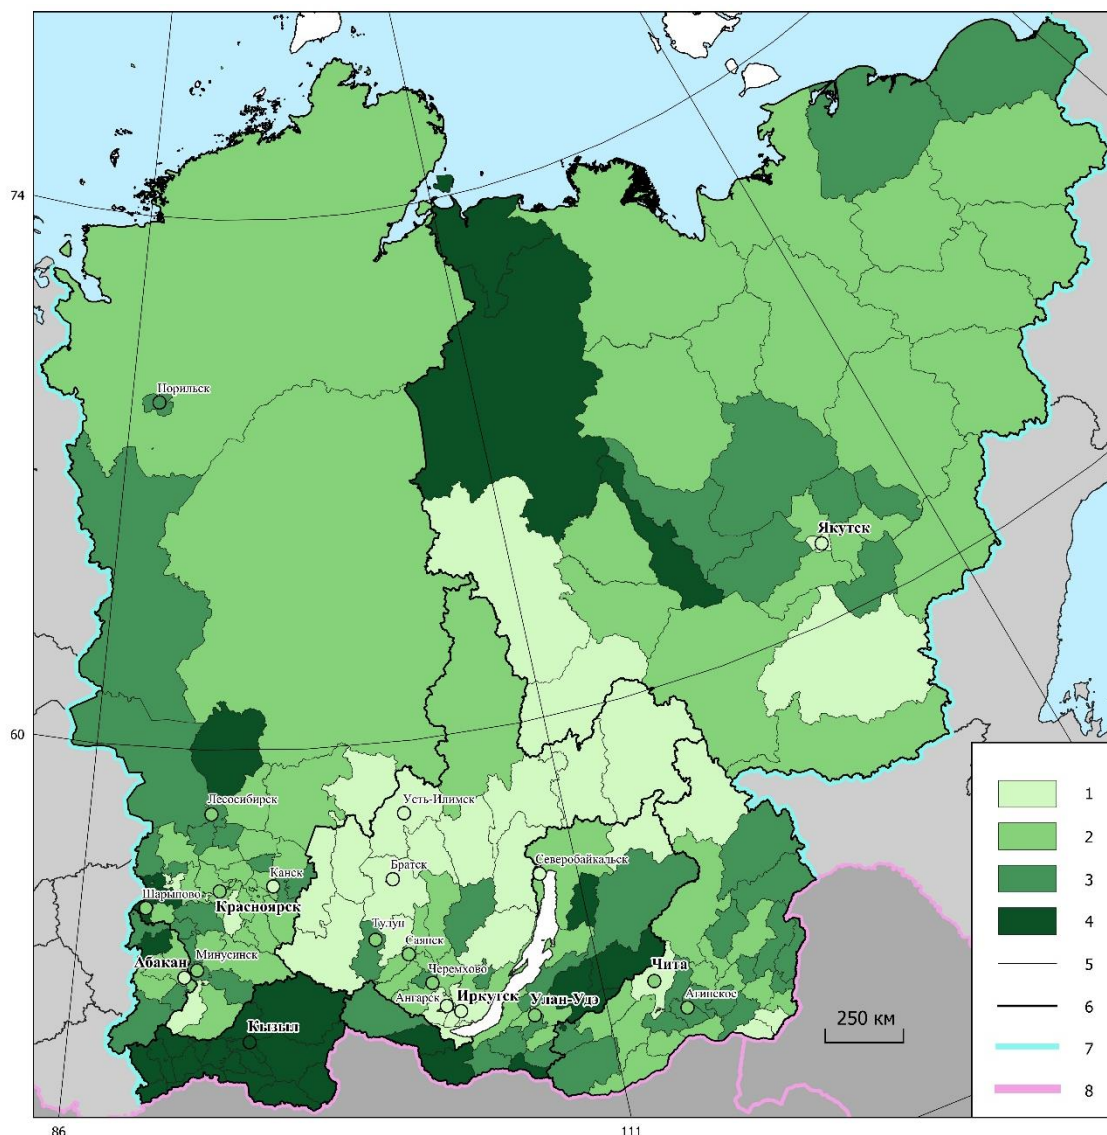 74
Порильск
Якутск
60
Лесосибирск
Усть-Илимск
Северобайкальск
Братск
Канск
Шарыпово
Красноярск
Тулун
Саянск
Минусинск
Абакан
Черемхово
Чита
Ангарск
Иркутск
Улан-Удэ
Агинское
Кызыл
250 км
1
2
3
4
5
6
7
8
86
111